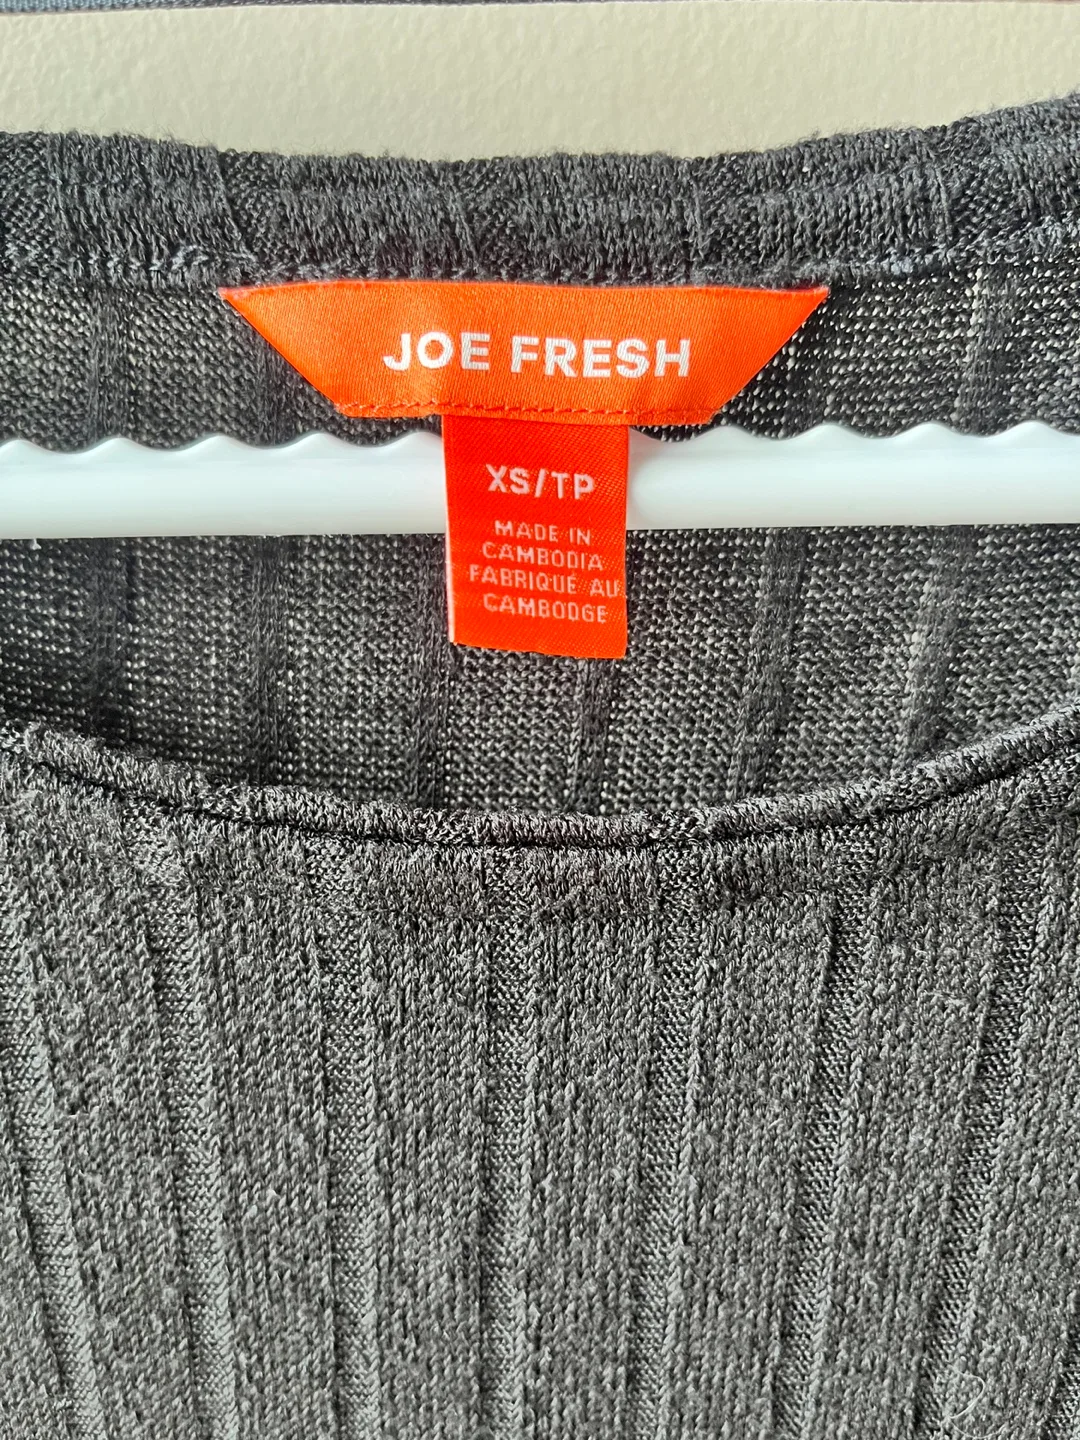 JOE FRESH
XS/TP
MADE IN
CAMBODIA
FABRIQUÉ AU
CAMBODGE